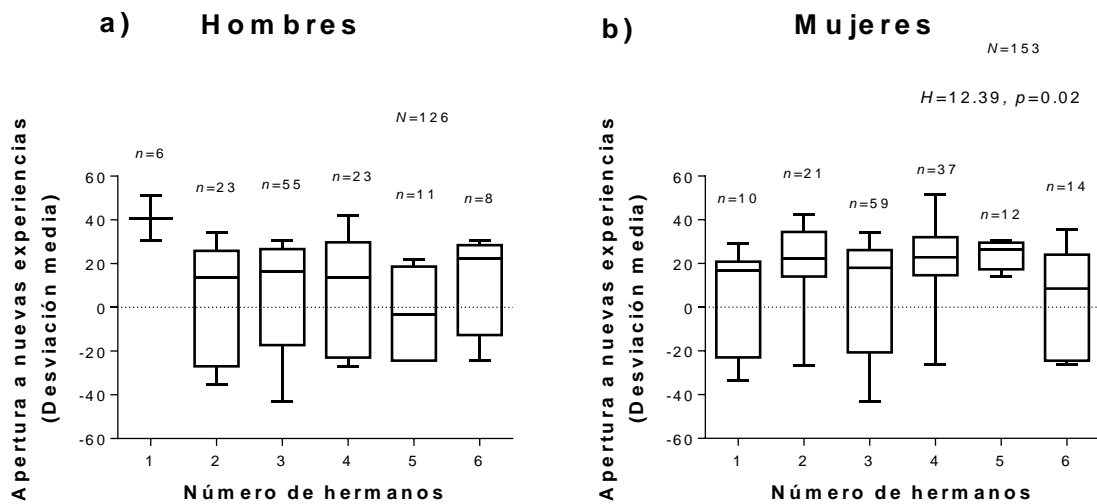 a) Hombres
N=126
n=6
n=23
n=55
n=23
n=11
n=8
Apertura a nuevas experiencias
(Desviación media)
60
40
20
0
-20
-40
-60
1 2 3 4 5 6
Número de hermanos
b) Mujeres
N=153
H=12.39, p=0.02
n=10
n=21
n=59
n=37
n=12
n=14
Apertura a nuevas experiencias
(Desviación media)
60
40
20
0
-20
-40
-60
1 2 3 4 5 6
Número de hermanos